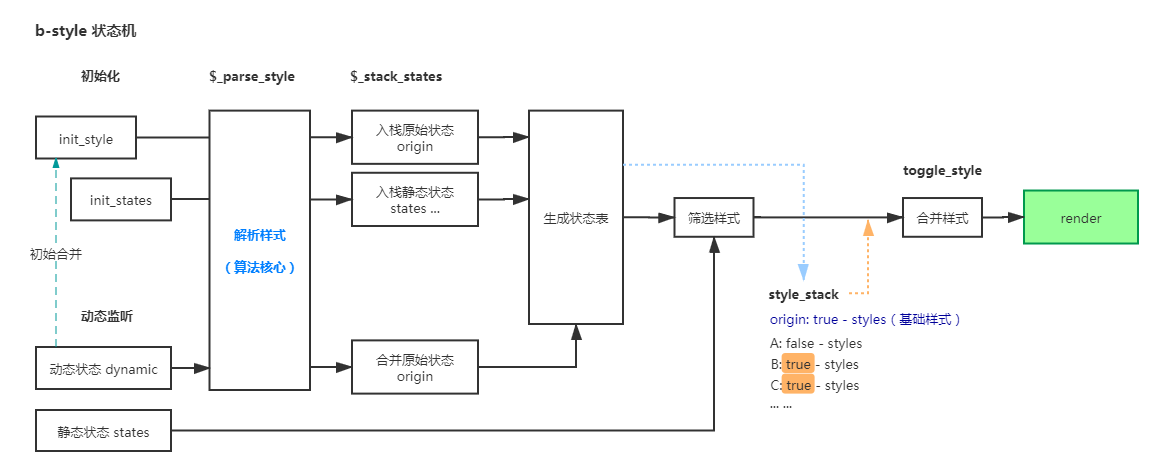 b-style 状态机
初始化
$_parse_style
$_stack_states
init_style
init_states
初始合并
动态监听
动态状态 dynamic
静态状态 states
解析样式
（算法核心）
入栈原始状态
origin
入栈静态状态
states ...
合并原始状态
origin
生成状态表
筛选样式
toggle_style
合并样式
render
style_stack
origin: true - styles（基础样式）
A: false - styles
B: true - styles
C: true - styles
... ...